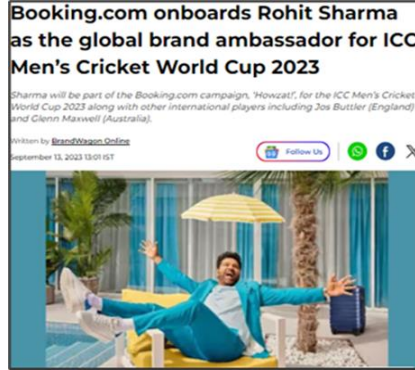 Booking.com onboards Rohit Sharma
as the global brand ambassador for ICC
Men's Cricket World Cup 2023
Sharma will be part of the Booking.com campaign, 'Howzat!', for the ICC Men's Cricket
World Cup 2023 along with other international players including Jos Buttler (England)
and Glenn Maxwell (Australia).
Written by BrandWagon Online
September 13, 2023 13:01 IST
Follow Us